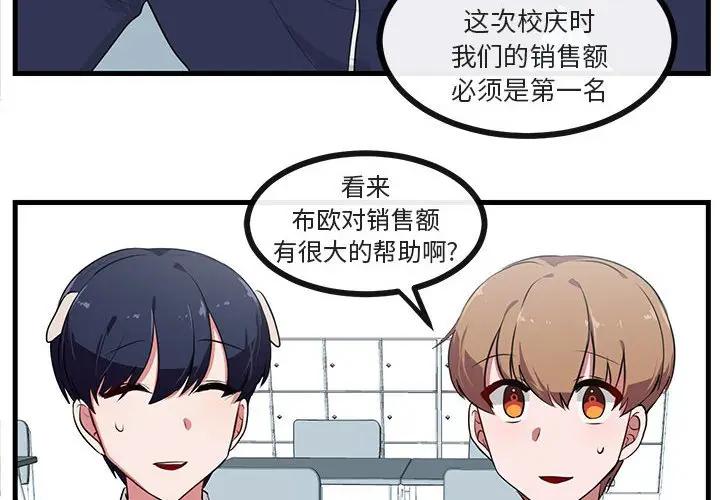 这次校庆时
我们的销售额
必须是第一名
看来
布欧对销售额
有很大的帮助啊?